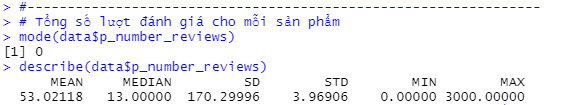 > #----------------------------------------------------------------
> # Tổng số lượt đánh giá cho mỗi sản phẩm
> mode(data$p_number_reviews)
[1] 0
> describe(data$p_number_reviews)
MEAN MEDIAN SD STD MIN MAX
53.02118 13.00000 170.29996 3.96906 0.00000 3000.00000